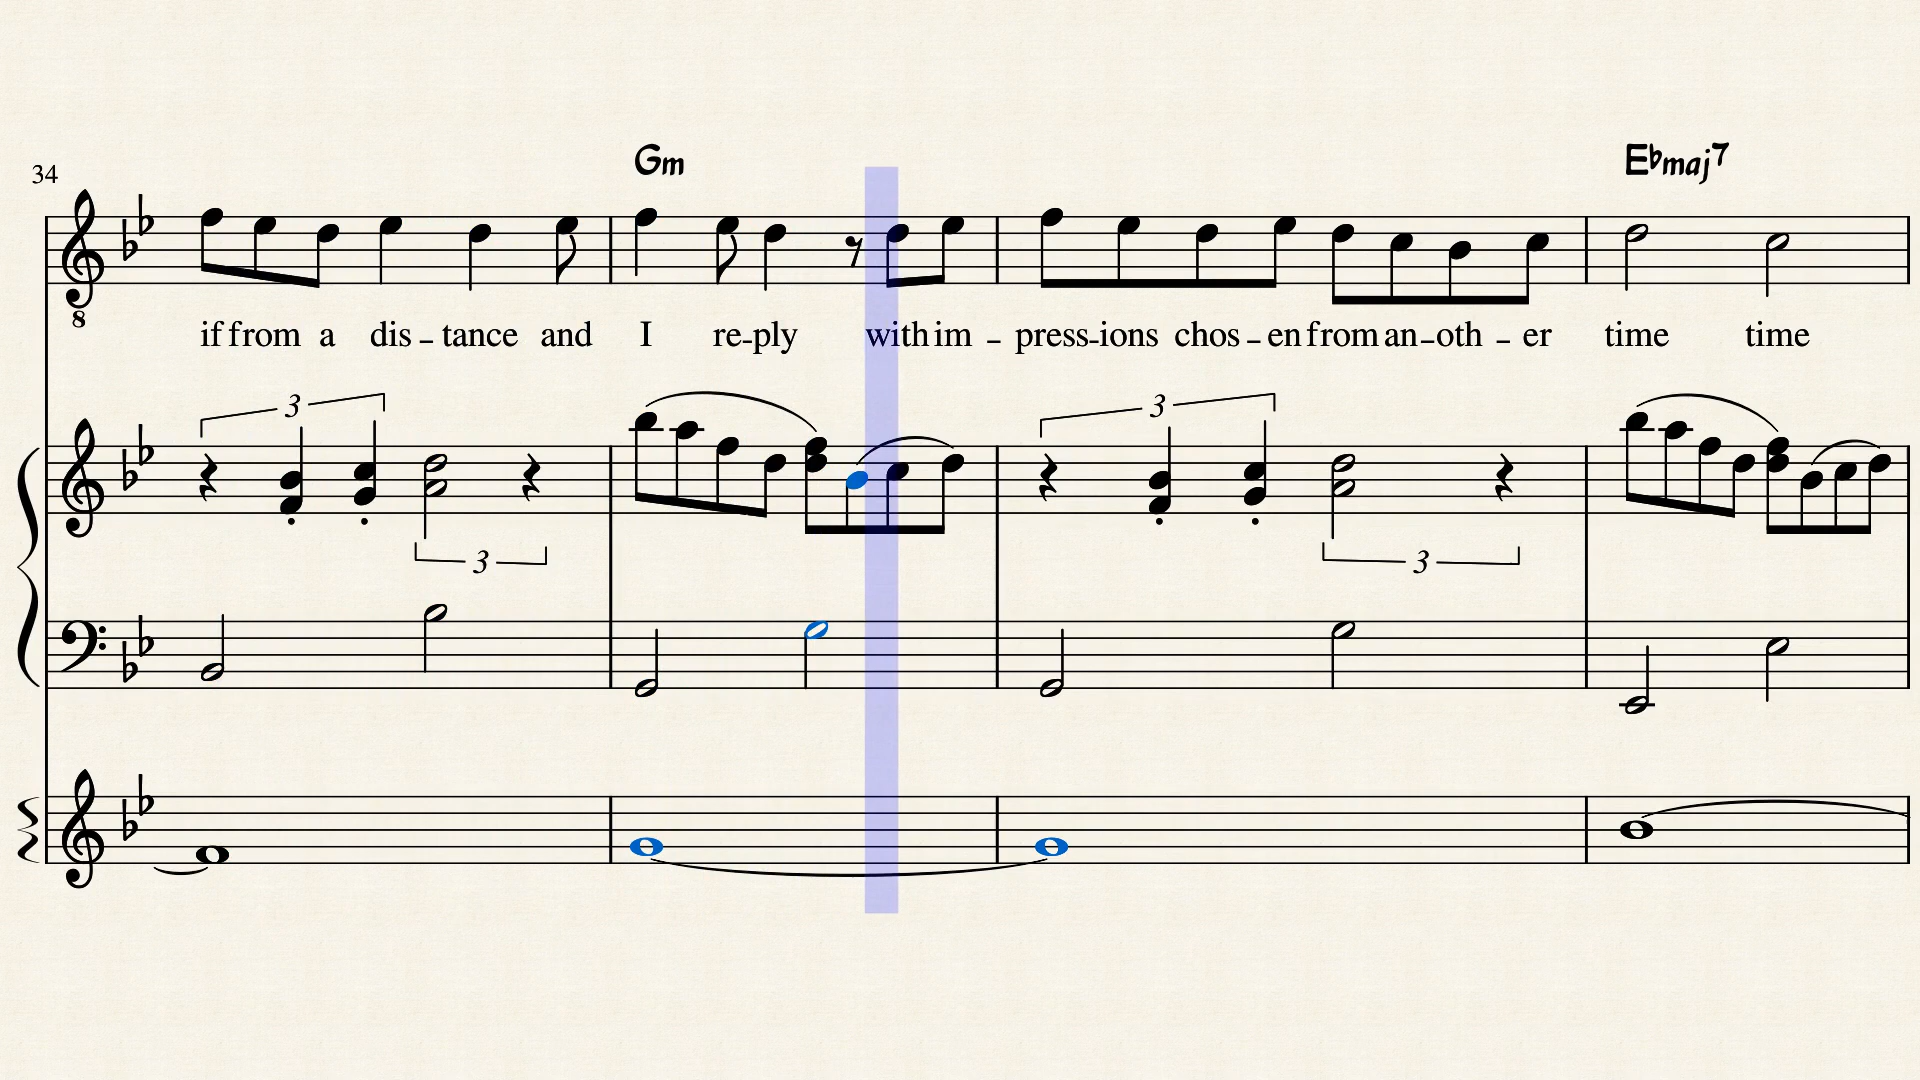 Gm E♭maj7
34
8
if from a dis – tance and I re-ply with im – press-ions chos – en from an – oth – er time time
3 3
3 3